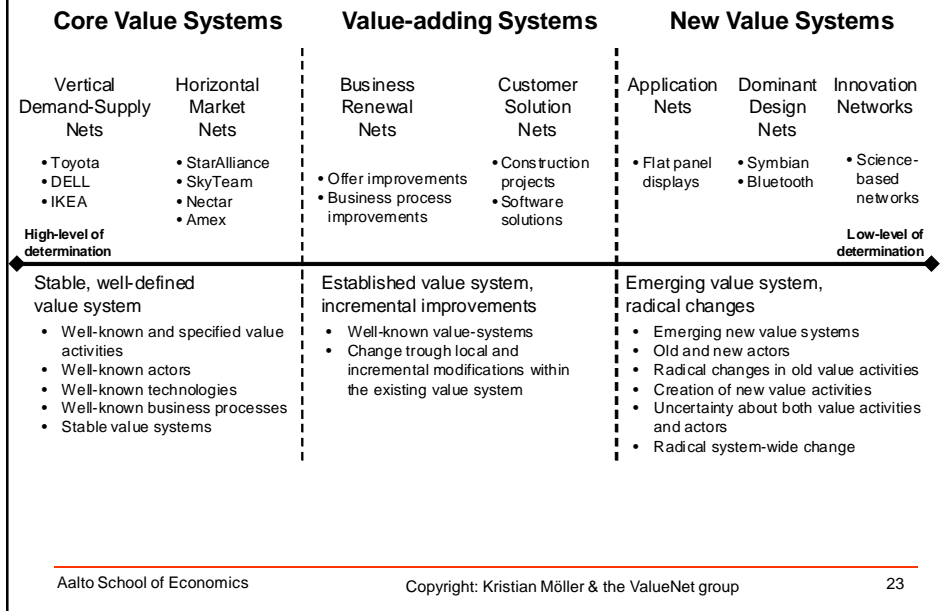 Core Value Systems
Value-adding Systems
New Value Systems
Vertical
Demand-Supply
Nets
• Toyota
• DELL
• IKEA
Horizontal
Market
Nets
• StarAlliance
• SkyTeam
• Nectar
• Amex
Business
Renewal
Nets
• Offer improvements
• Business process
improvements
Customer
Solution
Nets
• Construction
projects
• Software
solutions
Application
Nets
• Flat panel
displays
Dominant
Design
Nets
• Symbian
• Bluetooth
Innovation
Networks
• Science-
based
networks
High-level of
determination
Low-level of
determination
Stable, well-defined
value system
• Well-known and specified value
activities
• Well-known actors
• Well-known technologies
• Well-known business processes
• Stable value systems
Established value system,
incremental improvements
• Well-known value-systems
• Change trough local and
incremental modifications within
the existing value system
Emerging value system,
radical changes
• Emerging new value systems
• Old and new actors
• Radical changes in old value activities
• Creation of new value activities
• Uncertainty about both value activities
and actors
• Radical system-wide change
Aalto School of Economics
Copyright: Kristian Möller & the ValueNet group
23